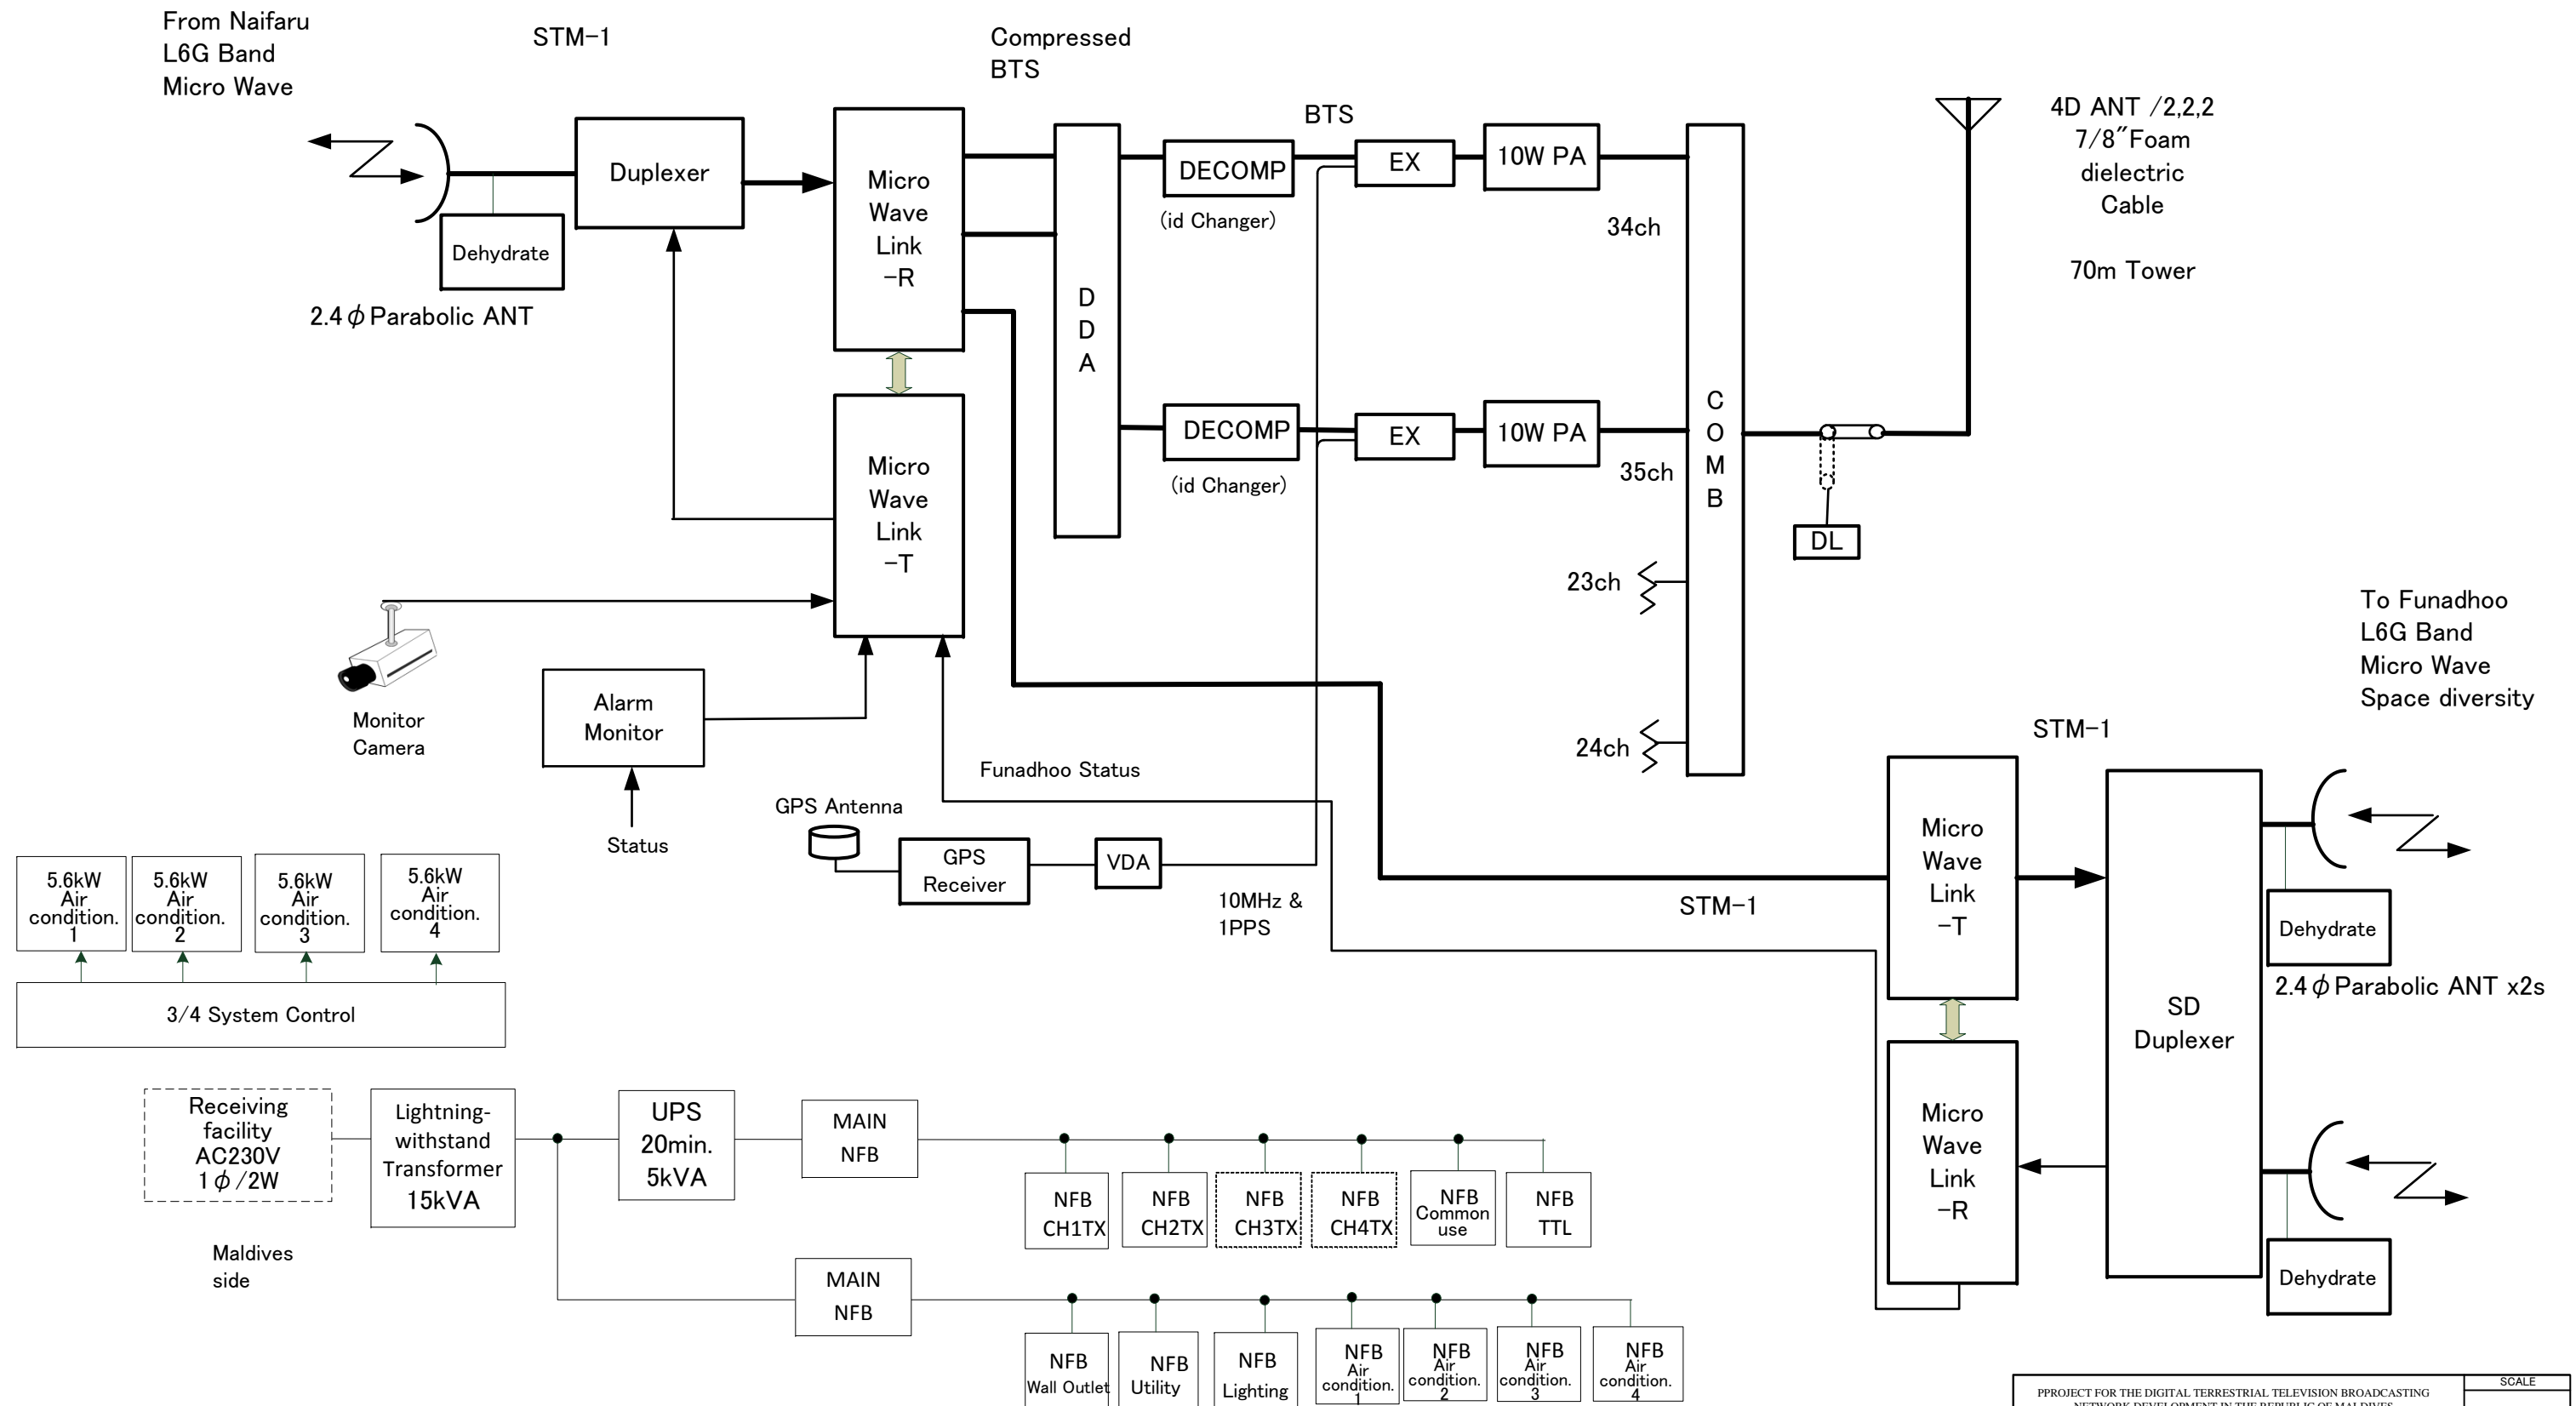 From Naifaru
L6G Band
Micro Wave
STM-1
Compressed
BTS
BTS
4D ANT /2,2,2
7/8″Foam
dielectric
Cable
70m Tower
Duplexer
Dehydrate
2.4φParabolic ANT
Micro
Wave
Link
-R
D
D
A
DECOMP
(id Changer)
EX
10W PA
34ch
DECOMP
(id Changer)
EX
10W PA
35ch
23ch
24ch
C
O
M
B
DL
Micro
Wave
Link
-T
Monitor
Camera
Alarm
Monitor
Status
Funadhoo Status
GPS Antenna
GPS
Receiver
VDA
10MHz &
1PPS
STM-1
To Funadhoo
L6G Band
Micro Wave
Space diversity
STM-1
Micro
Wave
Link
-T
Micro
Wave
Link
-R
SD
Duplexer
Dehydrate
2.4φParabolic ANT x2s
Dehydrate
5.6kW
Air
condition.
1
5.6kW
Air
condition.
2
5.6kW
Air
condition.
3
5.6kW
Air
condition.
4
3/4 System Control
Receiving
facility
AC230V
1φ/2W
Maldives
side
Lightning-
withstand
Transformer
15kVA
UPS
20min.
5kVA
MAIN
NFB
NFB
CH1TX
NFB
CH2TX
NFB
CH3TX
NFB
CH4TX
NFB
Common
use
NFB
TTL
MAIN
NFB
NFB
Wall Outlet
NFB
Utility
NFB
Lighting
NFB
Air
condition.
1
NFB
Air
condition.
2
NFB
Air
condition.
3
NFB
Air
condition.
4
PPROJECT FOR THE DIGITAL TERRESTRIAL TELEVISION BROADCASTING
NETWORK DEVELOPMENT IN THE REPUBLIC OF MALDIVES
SCALE